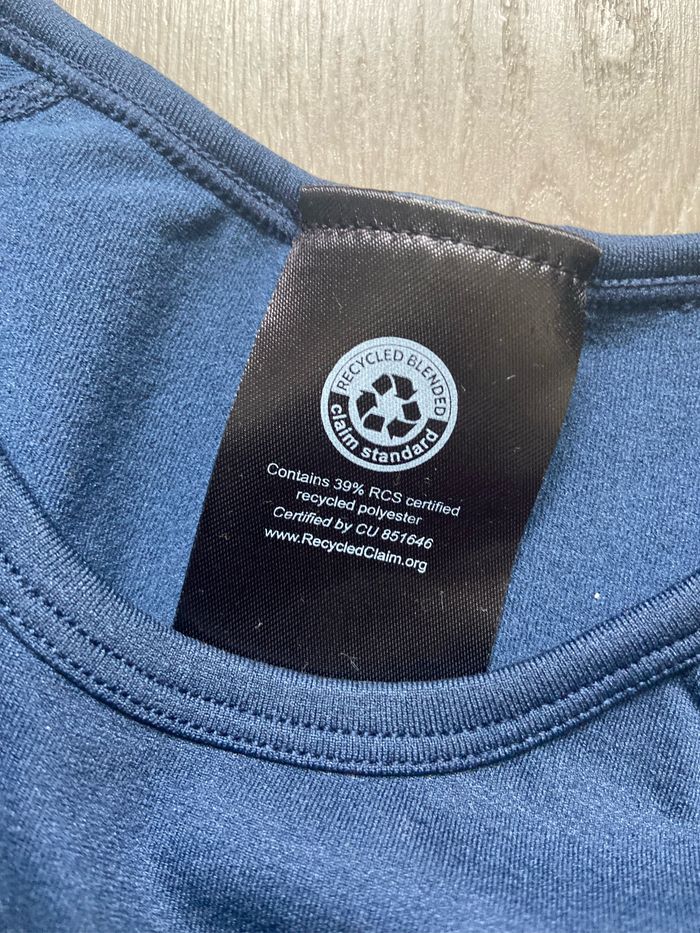 RECYCLED BLENDED
claim standard
Contains 39% RCS certified
recycled polyester
Certified by CU 851646
www.RecycledClaim.org